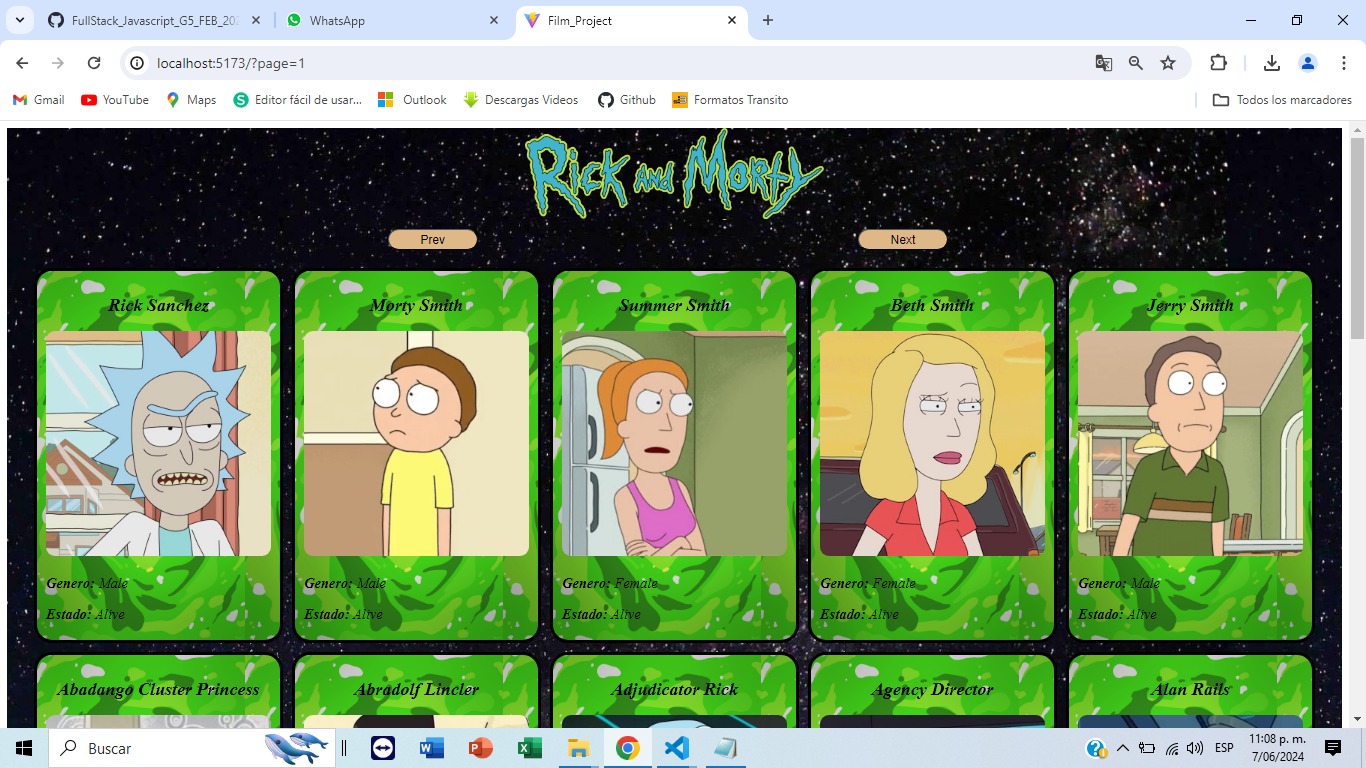 FullStack_Javascript_G5_FEB_202
WhatsApp
Film_Project
localhost:5173/?page=1
Gmail
YouTube
Maps
Editor fácil de usar...
Outlook
Descargas Videos
Github
Formatos Transito
Todos los marcadores
Rick and Morty
Prev
Next
Rick Sanchez
Morty Smith
Summer Smith
Beth Smith
Jerry Smith
Genero: Male
Genero: Male
Genero: Female
Genero: Female
Genero: Male
Estado: Alive
Estado: Alive
Estado: Alive
Estado: Alive
Estado: Alive
Abadango Cluster Princess
Abradolf Lincler
Adjudicator Rick
Agency Director
Alan Rails
Buscar
ESP
11:08 p. m.
7/06/2024